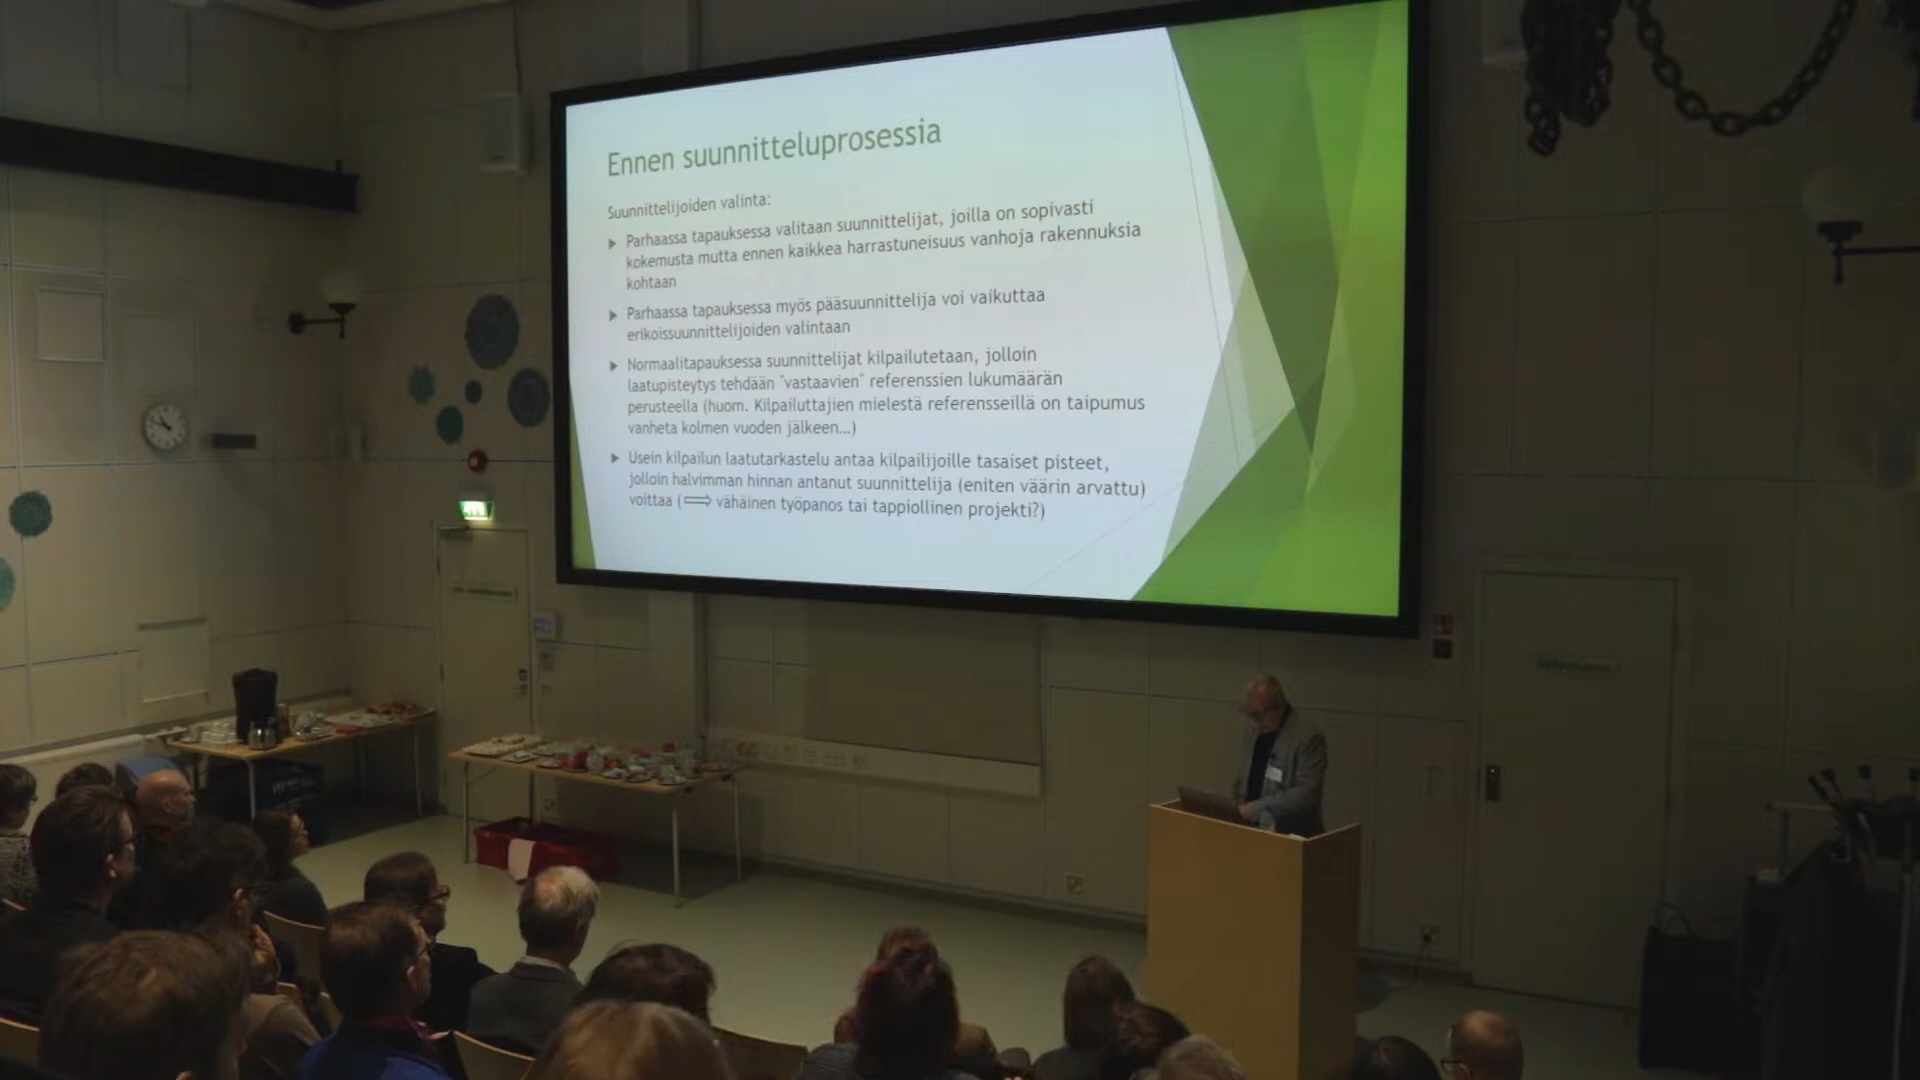 Ennen suunnitteluprosessia
Suunnittelijoiden valinta:
Parhaassa tapauksessa valitaan suunnittelijat, joilla on sopivasti
kokemusta mutta ennen kaikkea harrastuneisuus vanhoja rakennuksia
kohtaan
Parhaassa tapauksessa myös pääsuunnittelija voi vaikuttaa
erikoissuunnittelijoiden valintaan
Normaalitapauksessa suunnittelijat kilpailutetaan, jolloin
laatupisteytys tehdään "vastaavien" referenssien lukumäärän
perusteella (huom. Kilpailuttajien mielestä referensseillä on taipumus
vanheta kolmen vuoden jälkeen...)
Usein kilpailun laatutarkastelu antaa kilpailijoille tasaiset pisteet,
jolloin halvimman hinnan antanut suunnittelija (eniten väärin arvattu)
voittaa (⟹ vähäinen työpanos tai tappiollinen projekti?)